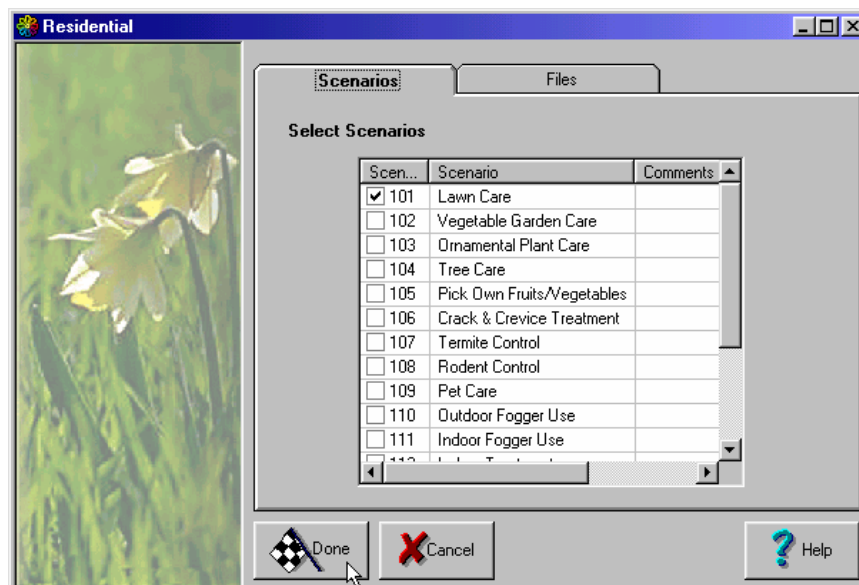 Residential
Scenarios Files
Select Scenarios
Scen... Scenario Comments
101 Lawn Care
102 Vegetable Garden Care
103 Ornamental Plant Care
104 Tree Care
105 Pick Own Fruits/Vegetables
106 Crack & Crevice Treatment
107 Termite Control
108 Rodent Control
109 Pet Care
110 Outdoor Fogger Use
111 Indoor Fogger Use
Done Cancel Help